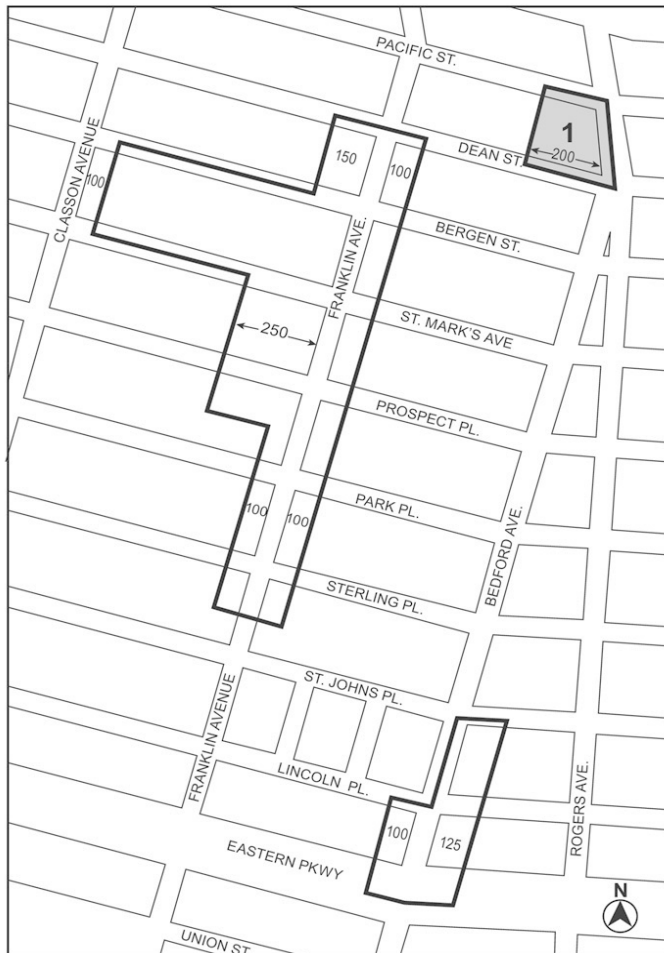 PACIFIC ST.
1
200
DEAN ST.
150
100
100
CLASSON AVENUE
BERGEN ST.
FRANKLIN AVE.
ST. MARK'S AVE
250
PROSPECT PL.
PARK PL.
100
100
BEDFORD AVE.
STERLING PL.
ST. JOHNS PL.
FRANKLIN AVENUE
LINCOLN PL.
ROGERS AVE.
100
125
EASTERN PKWY
N
UNION ST.